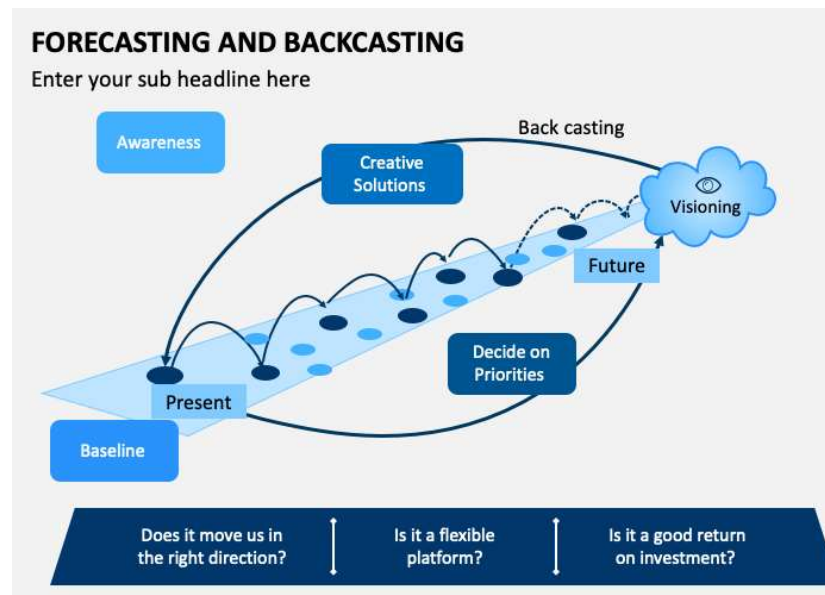 FORECASTING AND BACKCASTING
Enter your sub headline here
Awareness
Back casting
Creative
Solutions
Visioning
Future
Decide on
Priorities
Present
Baseline
Does it move us in
the right direction?
Is it a flexible
platform?
Is it a good return
on investment?